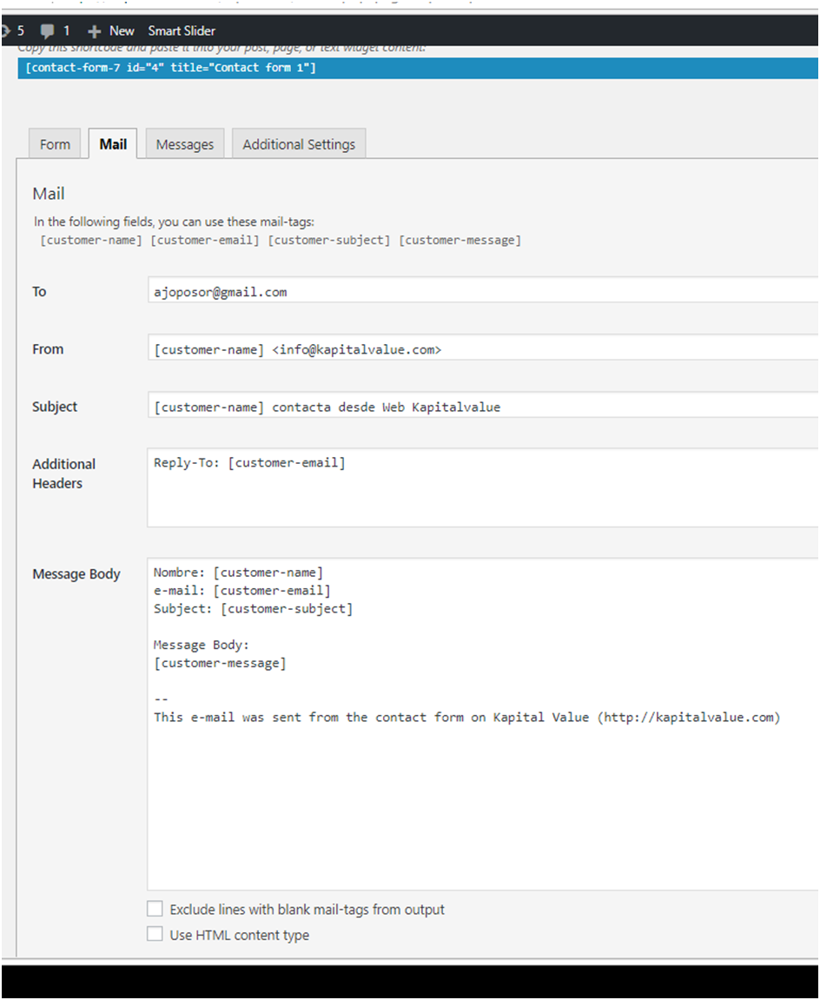 5 1 New Smart Slider
Copy this shortcode and paste it into your post, page, or text widget content:
[contact-form-7 id="4" title="Contact form 1"]
Form Mail Messages Additional Settings
Mail
In the following fields, you can use these mail-tags:
[customer-name] [customer-email] [customer-subject] [customer-message]
To
ajoposor@gmail.com
From
[customer-name] <info@kapitalvalue.com>
Subject
[customer-name] contacta desde Web Kapitalvalue
Additional
Headers
Reply-To: [customer-email]
Message Body
Nombre: [customer-name]
e-mail: [customer-email]
Subject: [customer-subject]
Message Body:
[customer-message]
--
This e-mail was sent from the contact form on Kapital Value (http://kapitalvalue.com)
Exclude lines with blank mail-tags from output
Use HTML content type